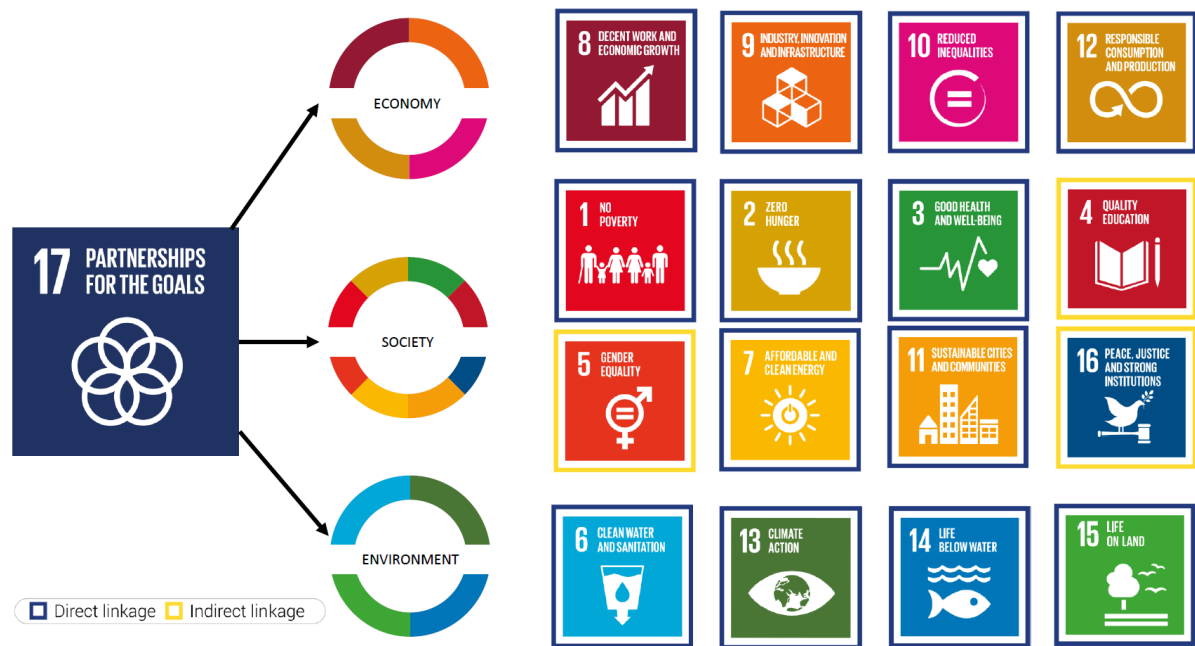 17 PARTNERSHIPS
FOR THE GOALS
ECONOMY
SOCIETY
ENVIRONMENT
Direct linkage Indirect linkage
8 DECENT WORK AND
ECONOMIC GROWTH
9 INDUSTRY, INNOVATION
AND INFRASTRUCTURE
10 REDUCED
INEQUALITIES
12 RESPONSIBLE
CONSUMPTION
AND PRODUCTION
1 NO
POVERTY
2 ZERO
HUNGER
3 GOOD HEALTH
AND WELL-BEING
4 QUALITY
EDUCATION
5 GENDER
EQUALITY
7 AFFORDABLE AND
CLEAN ENERGY
11 SUSTAINABLE CITIES
AND COMMUNITIES
16 PEACE, JUSTICE
AND STRONG
INSTITUTIONS
6 CLEAN WATER
AND SANITATION
13 CLIMATE
ACTION
14 LIFE
BELOW WATER
15 LIFE
ON LAND